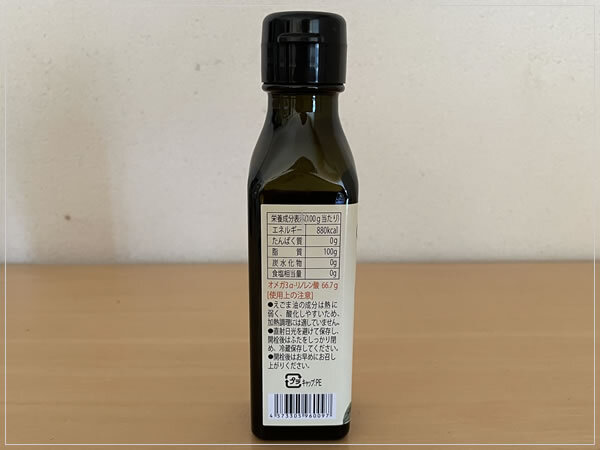 栄養成分表示(100g当たり)
エネルギー 880kcal
たんぱく質 0g
脂質 100g
炭水化物 0g
食塩相当量 0g
オメガ3 α-リノレン酸 66.7g
[使用上の注意]
●えごま油の成分は熱に
弱く、酸化しやすいため、
加熱調理には適していません。
●直射日光を避けて保存し、
開栓後はふたをしっかり閉
め、冷蔵保存してください。
●開栓後はお早めにお召し
上がりください。
プラ キャップ:PE
4573305960097